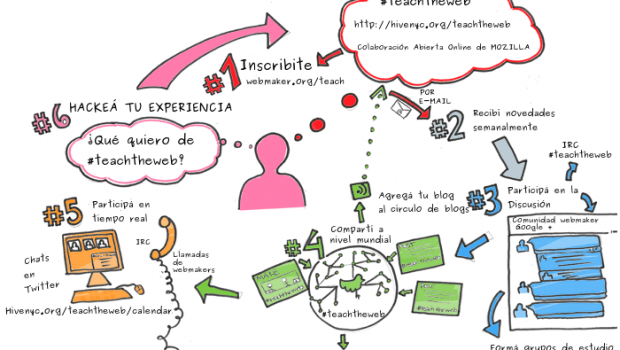 #teachtheweb
http://hivenyc.org/teachtheweb
Colaboración Abierta Online de MOZILLA
#1 Inscribite
webmaker.org/teach
POR
E-MAIL
#2 Recibí novedades
semanalmente
IRC
#teachtheweb
#3 Participá en la
Discusión
Comunidad webmaker
Google +
Formá grupos de estudio
Agregá tu blog
al circulo de blogs
#4 Compartí a
nivel mundial
#teachtheweb
#5 Participá en
tiempo real
IRC
Chats
en
Twitter
Llamadas
de
webmakers
Hivenyc.org/teachtheweb/calendar
#6 HACKEÁ TU EXPERIENCIA
¿Qué quiero de
#teachtheweb?